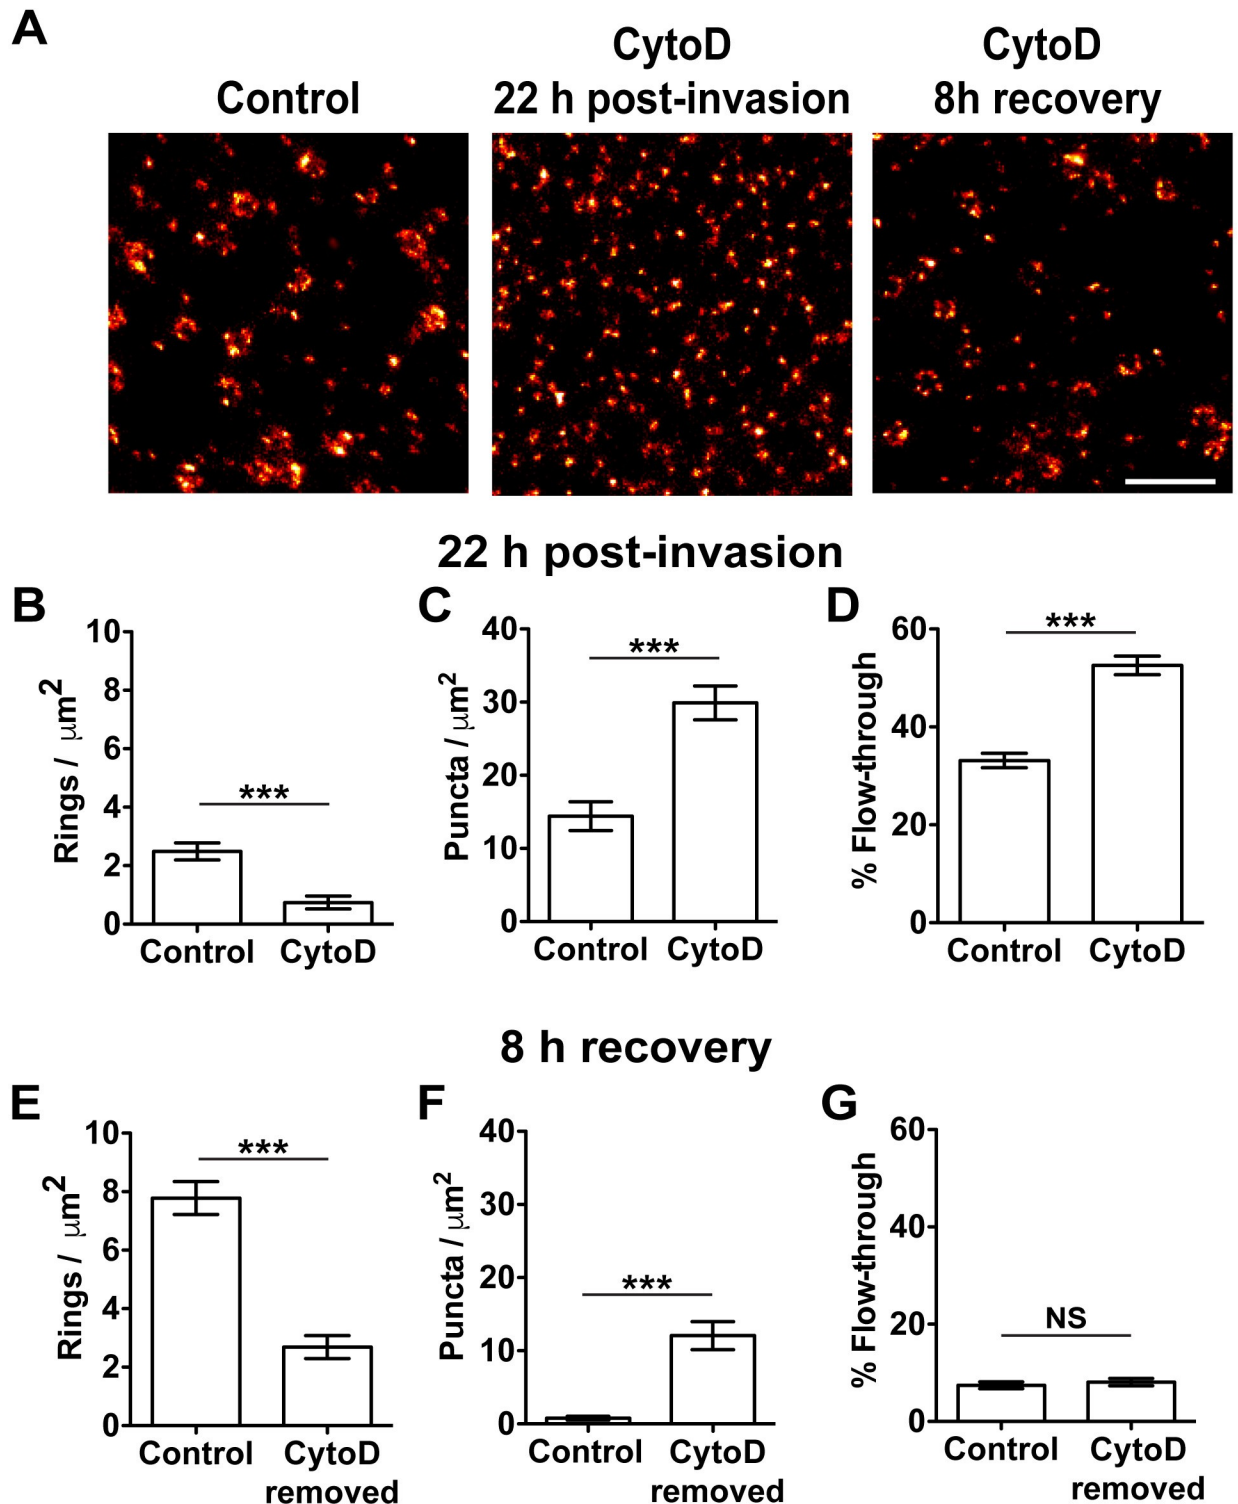 A
Control
CytoD
22 h post-invasion
CytoD
8h recovery
22 h post-invasion
B
Rings / μm2
10
8
6
4
2
0
***
Control CytoD
C
Puncta / μm2
40
30
20
10
0
***
Control CytoD
D
% Flow-through
60
40
20
0
***
Control CytoD
8 h recovery
E
Rings / μm2
10
8
6
4
2
0
***
Control CytoD
removed
F
Puncta / μm2
40
30
20
10
0
***
Control CytoD
removed
G
% Flow-through
60
40
20
0
NS
Control CytoD
removed